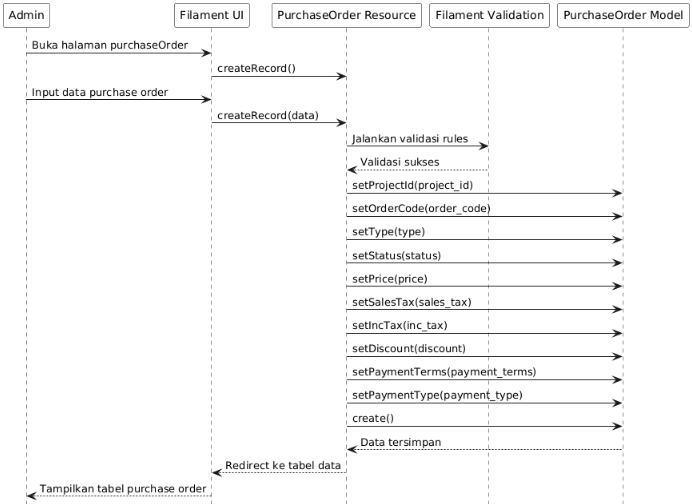 Admin
Filament UI
PurchaseOrder Resource
Filament Validation
PurchaseOrder Model
Buka halaman purchaseOrder
createRecord()
Input data purchase order
createRecord(data)
Jalankan validasi rules
Validasi sukses
setProjectId(project_id)
setOrderCode(order_code)
setType(type)
setStatus(status)
setPrice(price)
setSalesTax(sales_tax)
setIncTax(inc_tax)
setDiscount(discount)
setPaymentTerms(payment_terms)
setPaymentType(payment_type)
create()
Data tersimpan
Redirect ke tabel data
Tampilkan tabel purchase order